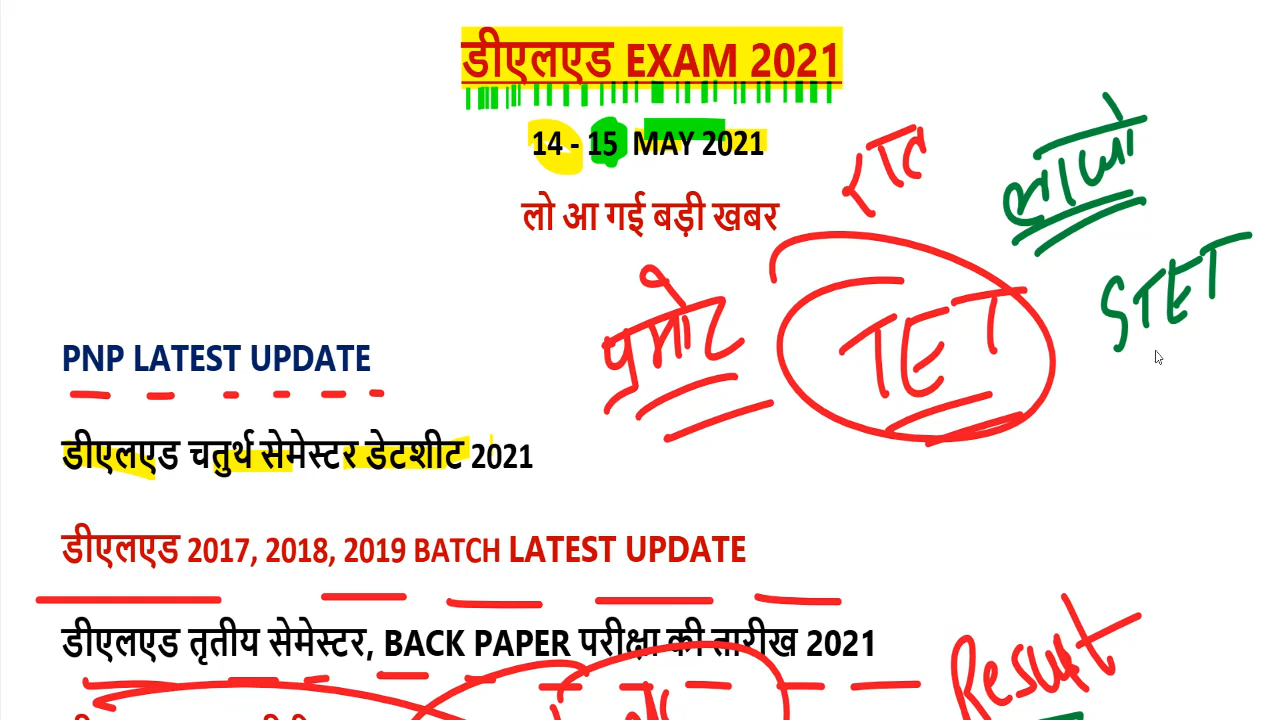 डीएलएड EXAM 2021
14 - 15 MAY 2021
लो आ गई बड़ी खबर
रात
STET
प्रमोट
TET
PNP LATEST UPDATE
डीएलएड चतुर्थ सेमेस्टर डेटशीट 2021
डीएलएड 2017, 2018, 2019 BATCH LATEST UPDATE
डीएलएड तृतीय सेमेस्टर, BACK PAPER परीक्षा की तारीख 2021
Result